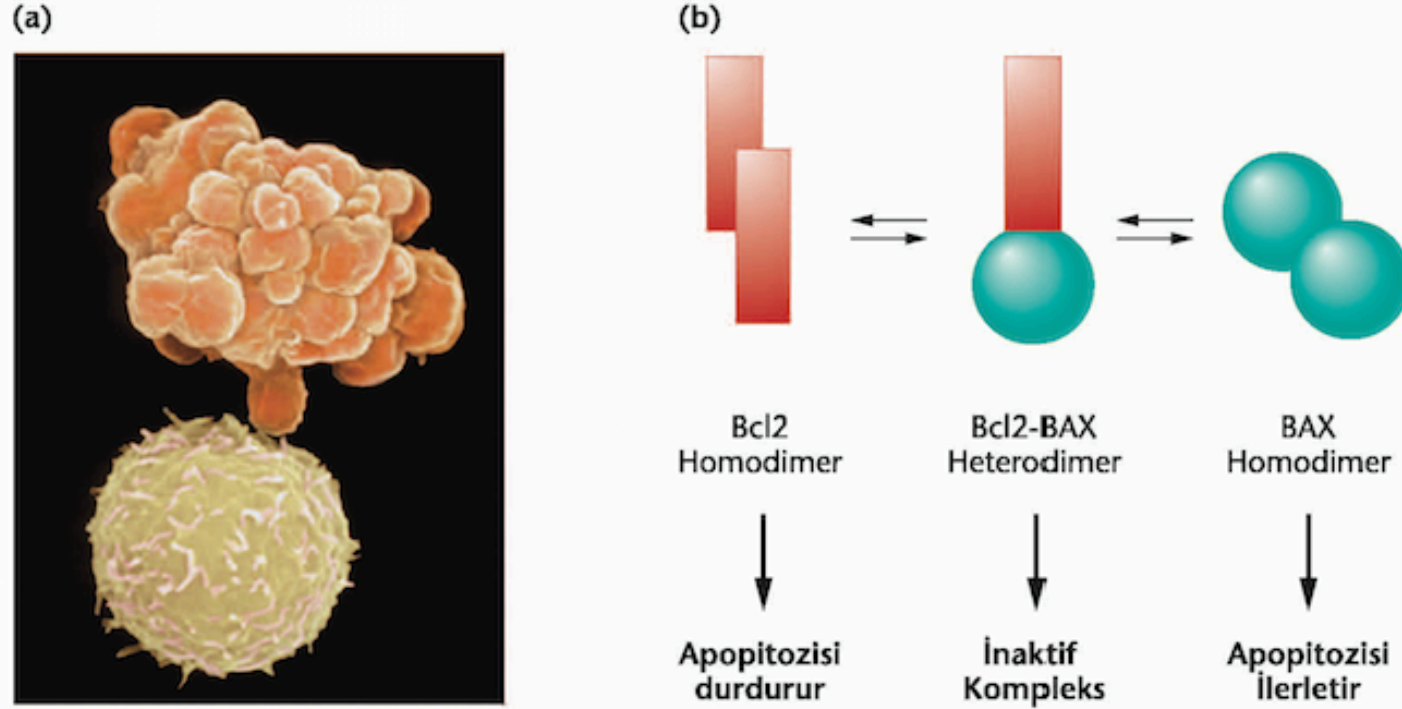 (a)
(b)
Bcl2
Homodimer
Bcl2-BAX
Heterodimer
BAX
Homodimer
Apopitozisi
durdurur
İnaktif
Kompleks
Apopitozisi
İlerletir